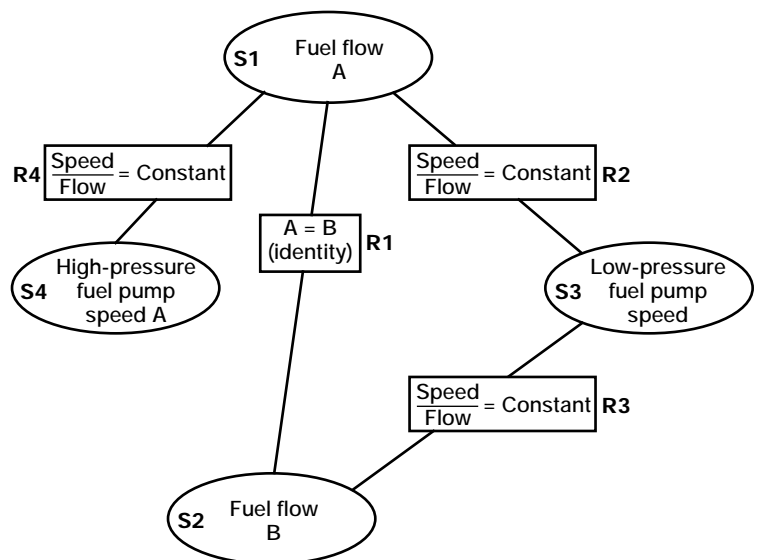 S1 Fuel flow
A
R4 Speed
Flow = Constant
Speed
Flow = Constant R2
A = B
(identity) R1
S4 High-pressure
fuel pump
speed A
S3 Low-pressure
fuel pump
speed
Speed
Flow = Constant R3
S2 Fuel flow
B